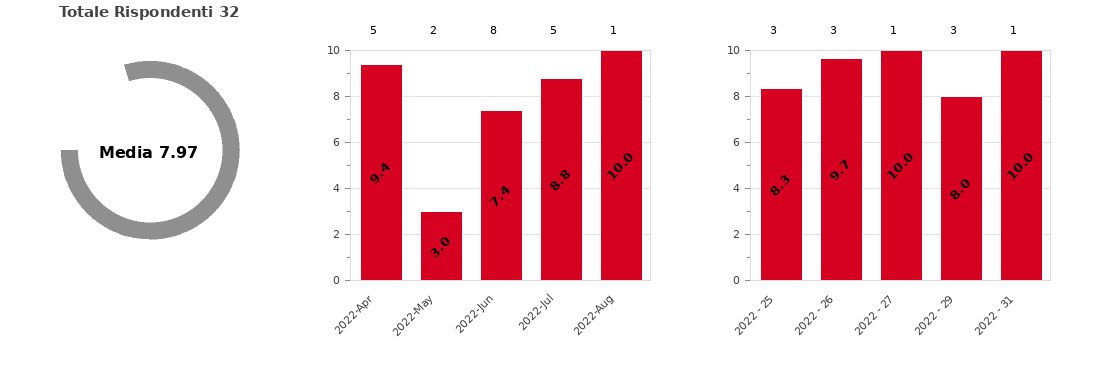 Totale Rispondenti 32
Media 7.97
5 2 8 5 1
10
8
6
4
2
0
9.4 3.0 7.4 8.8 10.0
2022-Apr 2022-May 2022-Jun 2022-Jul 2022-Aug
3 3 1 3 1
10
8
6
4
2
0
8.3 9.7 10.0 8.0 10.0
2022 - 25 2022 - 26 2022 - 27 2022 - 29 2022 - 31